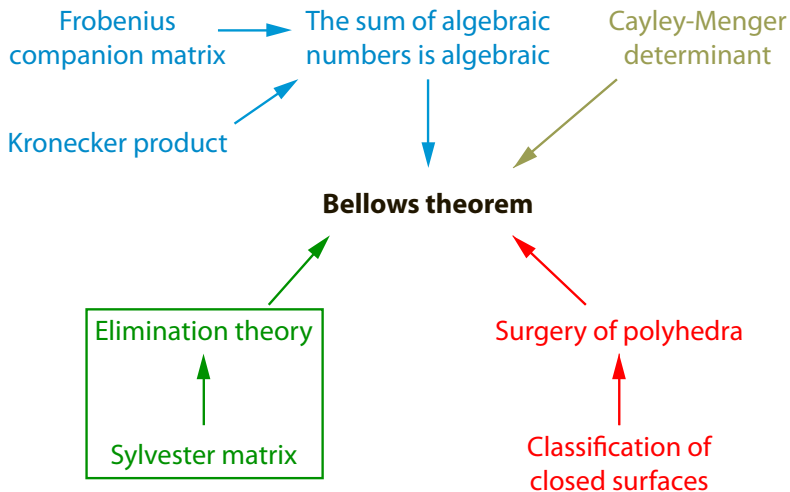 Frobenius
companion matrix
The sum of algebraic
numbers is algebraic
Cayley-Menger
determinant
Kronecker product
Bellows theorem
Elimination theory
Surgery of polyhedra
Sylvester matrix
Classification of
closed surfaces